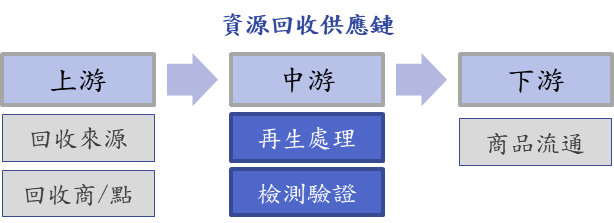 資源回收供應鏈
上游
中游
下游
回收來源
再生處理
商品流通
回收商/點
檢測驗證